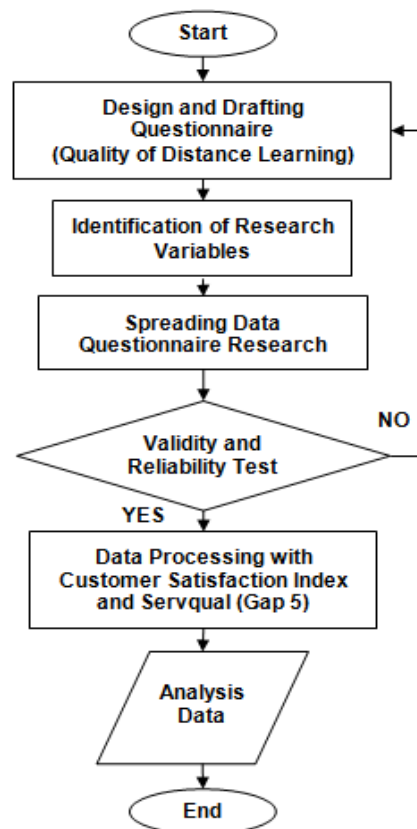 Start
Design and Drafting
Questionnaire
(Quality of Distance Learning)
Identification of Research
Variables
Spreading Data
Questionnaire Research
NO
Validity and
Reliability Test
YES
Data Processing with
Customer Satisfaction Index
and Servqual (Gap 5)
Analysis
Data
End